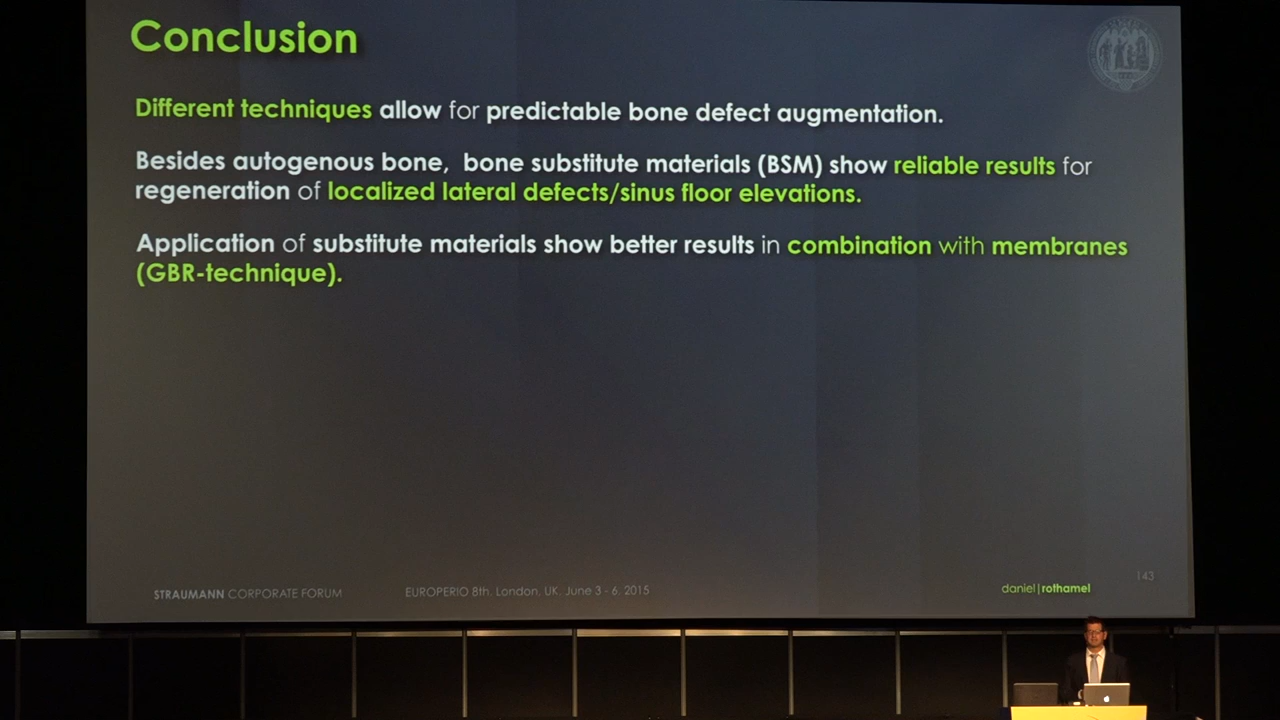 Conclusion
Different techniques allow for predictable bone defect augmentation.
Besides autogenous bone,  bone substitute materials (BSM) show reliable results for
regeneration of localized lateral defects/sinus floor elevations.
Application of substitute materials show better results in combination with membranes
(GBR-technique).
STRAUMANN CORPORATE FORUM
EUROPERIO 8th. London. UK. June 3 - 6. 2015
daniel|rothamel
143